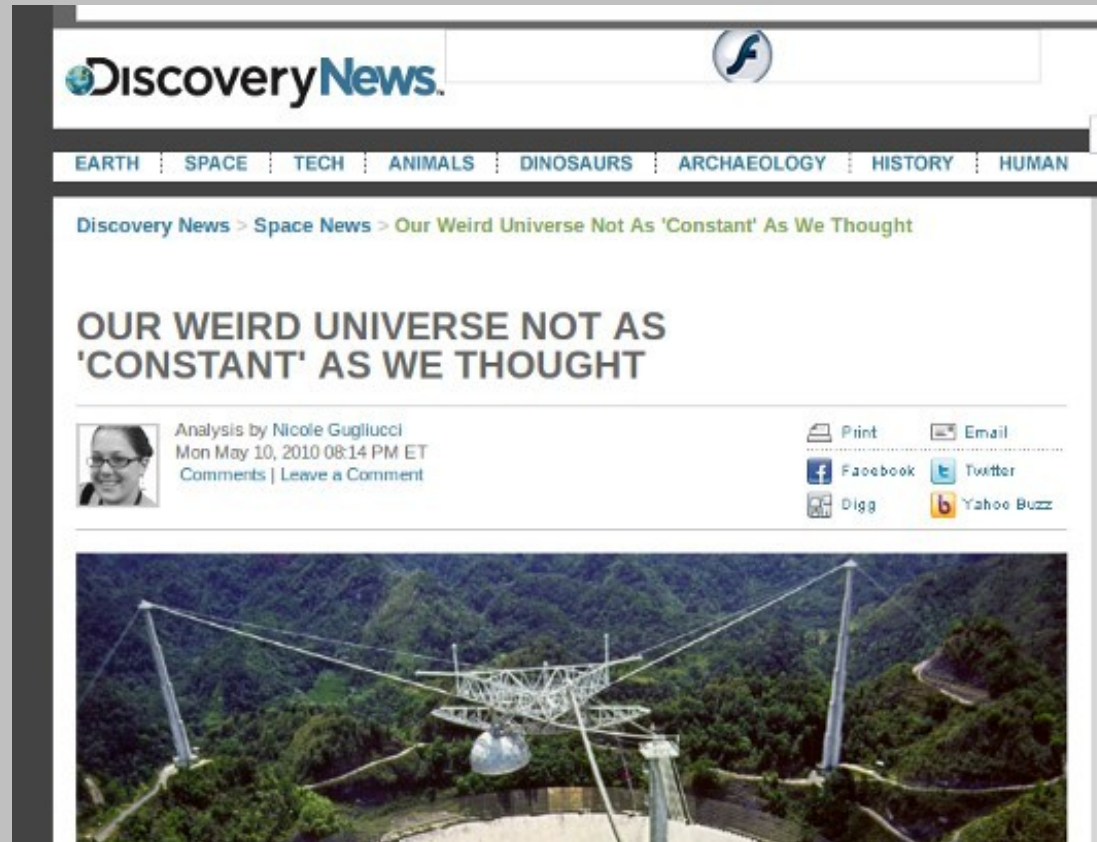 DiscoveryNews.
EARTH SPACE TECH ANIMALS DINOSAURS ARCHAEOLOGY HISTORY HUMAN
Discovery News > Space News > Our Weird Universe Not As 'Constant' As We Thought
OUR WEIRD UNIVERSE NOT AS
'CONSTANT' AS WE THOUGHT
Analysis by Nicole Gugliucci
Mon May 10, 2010 08:14 PM ET
Comments | Leave a Comment
Print Email
Facebook Twitter
Digg Yahoo Buzz